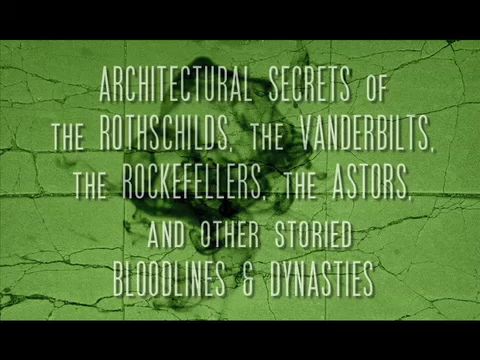 ARCHITECTURAL SECRETS OF
THE ROTHSCHILDS, THE VANDERBILTS,
THE ROCKEFELLERS, THE ASTORS,
AND OTHER STORIED
BLOODLINES & DYNASTIES